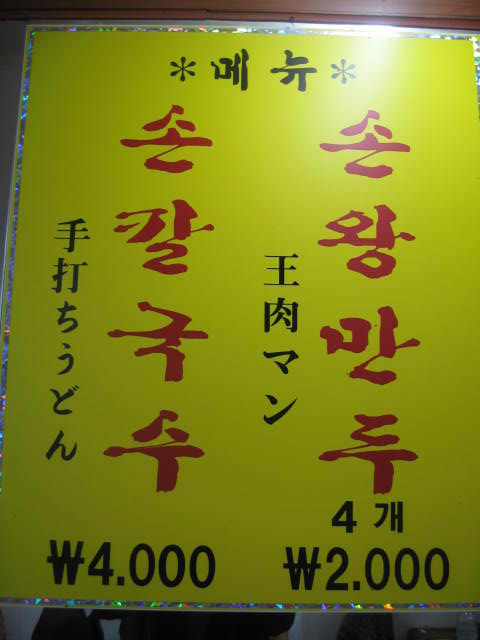 *메뉴*
손칼국수
手打ちうどん
₩4.000
손왕만두
王肉マン
4개
₩2.000